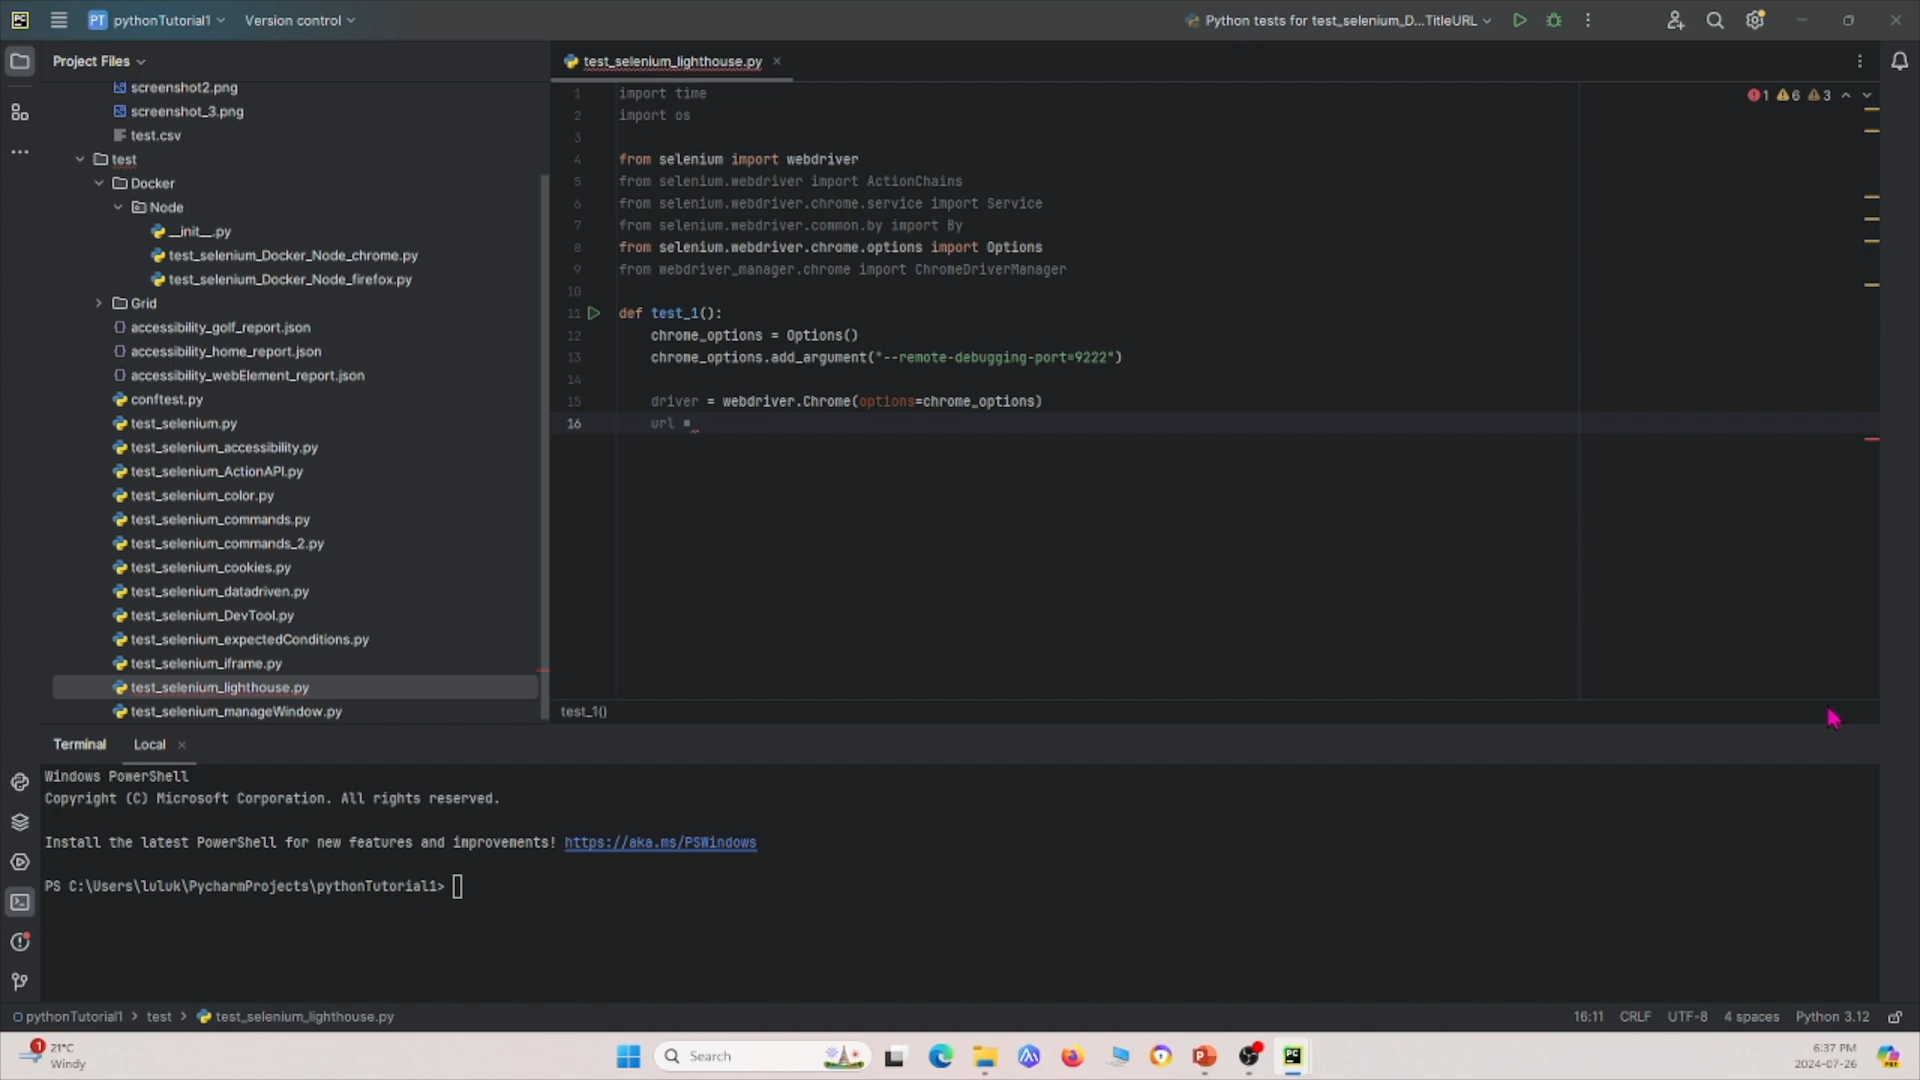 PC
PT pythonTutorial1
Version control
Python tests for test_selenium_D...TitleURL
Project Files
test_selenium_lighthouse.py
screenshot2.png
screenshot_3.png
test.csv
test
Docker
Node
__init__.py
test_selenium_Docker_Node_chrome.py
test_selenium_Docker_Node_firefox.py
Grid
accessibility_golf_report.json
accessibility_home_report.json
accessibility_webElement_report.json
conftest.py
test_selenium.py
test_selenium_accessibility.py
test_selenium_ActionAPI.py
test_selenium_color.py
test_selenium_commands.py
test_selenium_commands_2.py
test_selenium_cookies.py
test_selenium_datadriven.py
test_selenium_DevTool.py
test_selenium_expectedConditions.py
test_selenium_iframe.py
test_selenium_lighthouse.py
test_selenium_manageWindow.py
1 6 3
1 import time
2 import os
3
4 from selenium import webdriver
5 from selenium.webdriver import ActionChains
6 from selenium.webdriver.chrome.service import Service
7 from selenium.webdriver.common.by import By
8 from selenium.webdriver.chrome.options import Options
9 from webdriver_manager.chrome import ChromeDriverManager
10
11 def test_1():
12 chrome_options = Options()
13 chrome_options.add_argument("--remote-debugging-port=9222")
14
15 driver = webdriver.Chrome(options=chrome_options)
16 url =
test_1()
Terminal Local
Windows PowerShell
Copyright (C) Microsoft Corporation. All rights reserved.
Install the latest PowerShell for new features and improvements! https://aka.ms/PSWindows
PS C:\Users\luluk\PycharmProjects\pythonTutorial1>
pythonTutorial1 > test > test_selenium_lighthouse.py
16:11 CRLF UTF-8 4 spaces Python 3.12
1
21°C
Windy
Search
PC
6:37 PM
2024-07-26